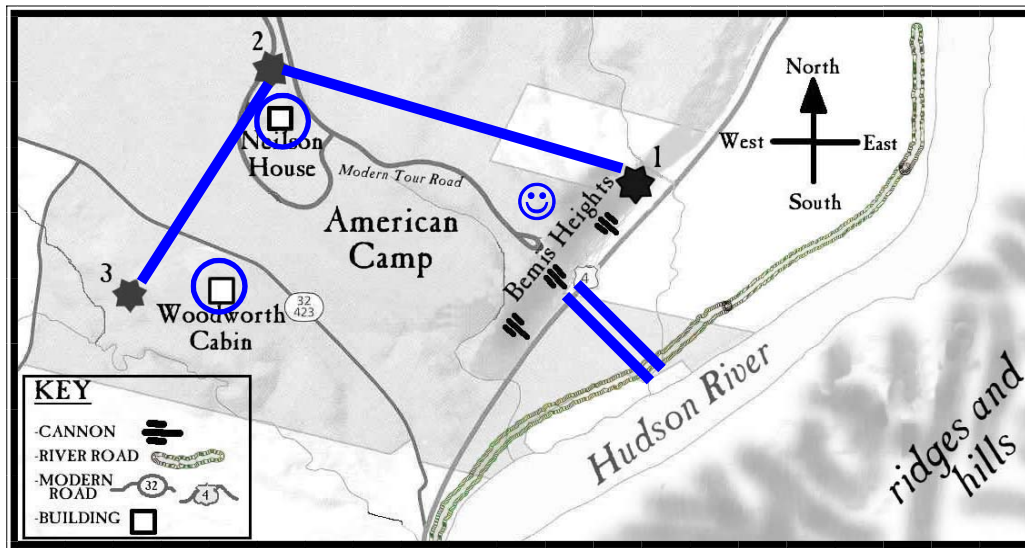 2
1
North
West
East
South
Neilson
House
Modern Tour Road
American
Camp
Bemis Heights
4
3
32
423
Woodworth
Cabin
Hudson River
ridges and
hills
KEY
-CANNON
-RIVER ROAD
-MODERN
ROAD
32
4
-BUILDING